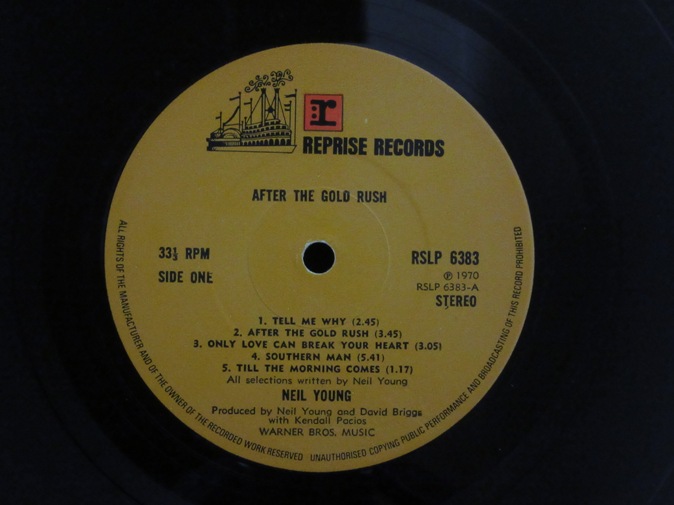 r
REPRISE RECORDS
AFTER THE GOLD RUSH
33⅓ RPM
SIDE ONE
RSLP 6383
℗ 1970
RSLP 6383-A
STEREO
1. TELL ME WHY (2.45)
2. AFTER THE GOLD RUSH (3.45)
3. ONLY LOVE CAN BREAK YOUR HEART (3.05)
4. SOUTHERN MAN (5.41)
5. TILL THE MORNING COMES (1.17)
All selections written by Neil Young
NEIL YOUNG
Produced by Neil Young and David Briggs
with Kendall Pacios
WARNER BROS. MUSIC
ALL RIGHTS OF THE MANUFACTURER AND OF THE OWNER OF THE RECORDED WORK RESERVED · UNAUTHORISED COPYING PUBLIC PERFORMANCE AND BROADCASTING OF THIS RECORD PROHIBITED